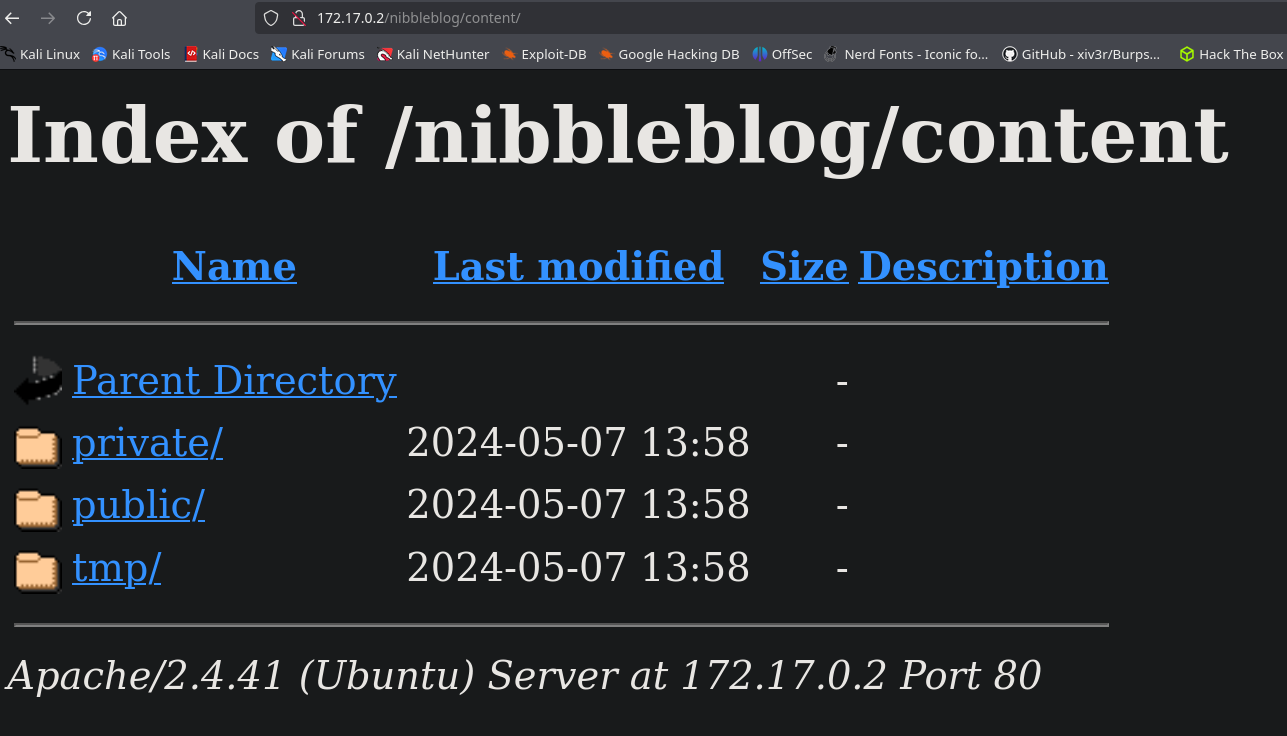 172.17.0.2/nibbleblog/content/
Kali Linux Kali Tools Kali Docs Kali Forums Kali NetHunter Exploit-DB Google Hacking DB OffSec Nerd Fonts - Iconic fo... GitHub - xiv3r/Burps... Hack The Box
Index of /nibbleblog/content
Name Last modified Size Description
Parent Directory -
private/ 2024-05-07 13:58 -
public/ 2024-05-07 13:58 -
tmp/ 2024-05-07 13:58 -
Apache/2.4.41 (Ubuntu) Server at 172.17.0.2 Port 80